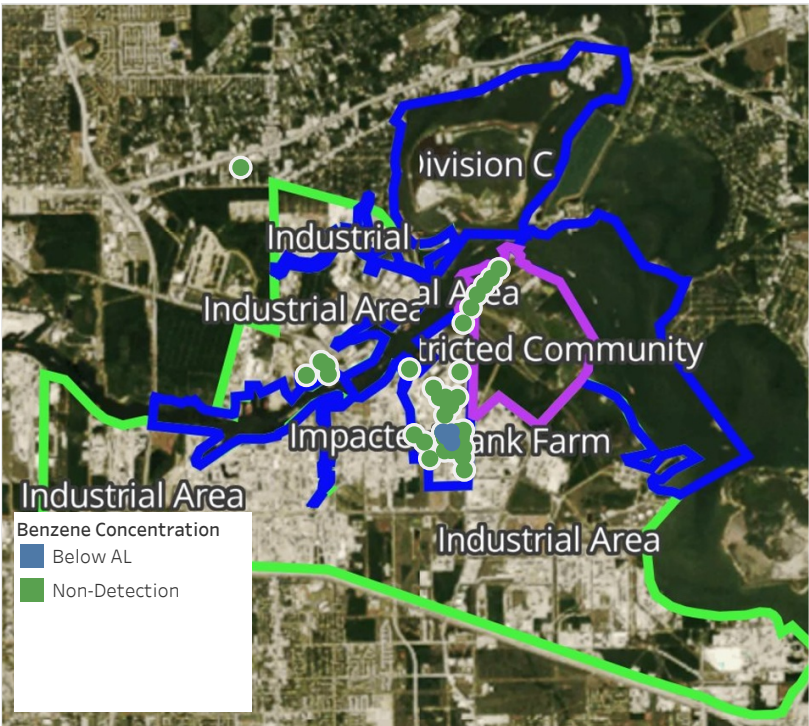 Division C
Industrial
Industrial Area
al Area
tricted Community
Impacte
ank Farm
Industrial Area
Industrial Area
Benzene Concentration
Below AL
Non-Detection